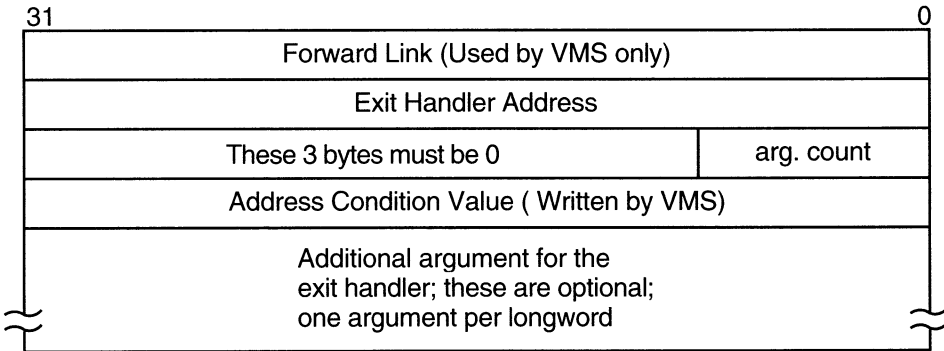 31 0
Forward Link (Used by VMS only)
Exit Handler Address
These 3 bytes must be 0 arg. count
Address Condition Value ( Written by VMS)
Additional argument for the
exit handler; these are optional;
one argument per longword